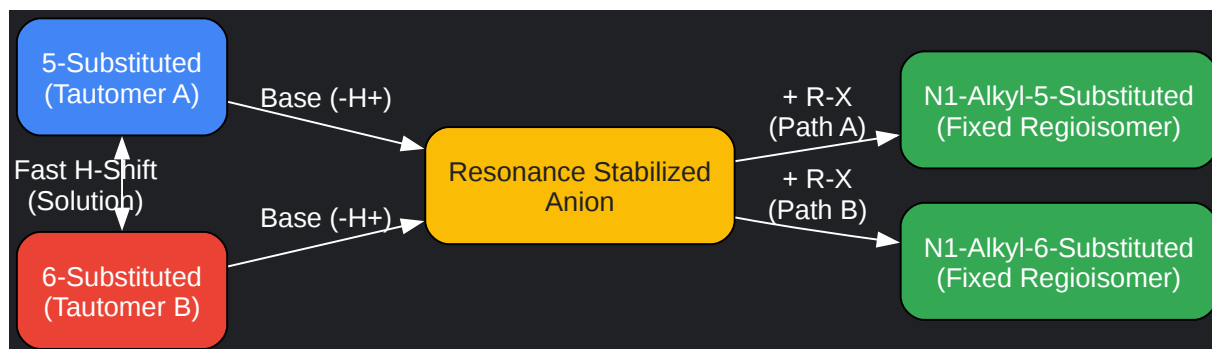 5-Substituted
(Tautomer A)
Fast H-Shift
(Solution)
6-Substituted
(Tautomer B)
Base (-H+)
Base (-H+)
Resonance Stabilized
Anion
+ R-X
(Path A)
+ R-X
(Path B)
N1-Alkyl-5-Substituted
(Fixed Regioisomer)
N1-Alkyl-6-Substituted
(Fixed Regioisomer)